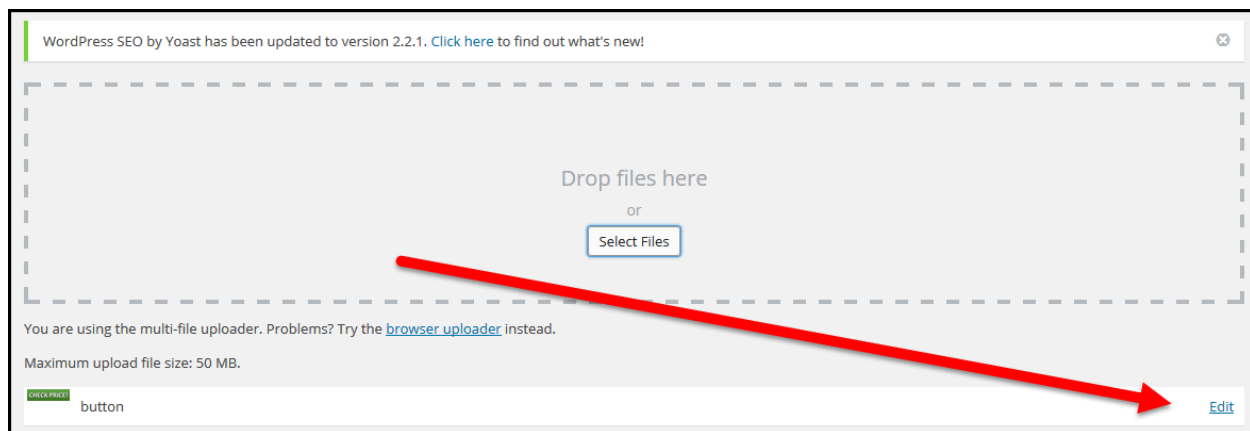 WordPress SEO by Yoast has been updated to version 2.2.1. Click here to find out what's new!
Drop files here
or
Select Files
You are using the multi-file uploader. Problems? Try the browser uploader instead.
Maximum upload file size: 50 MB.
CHECK PRICE!
button
Edit